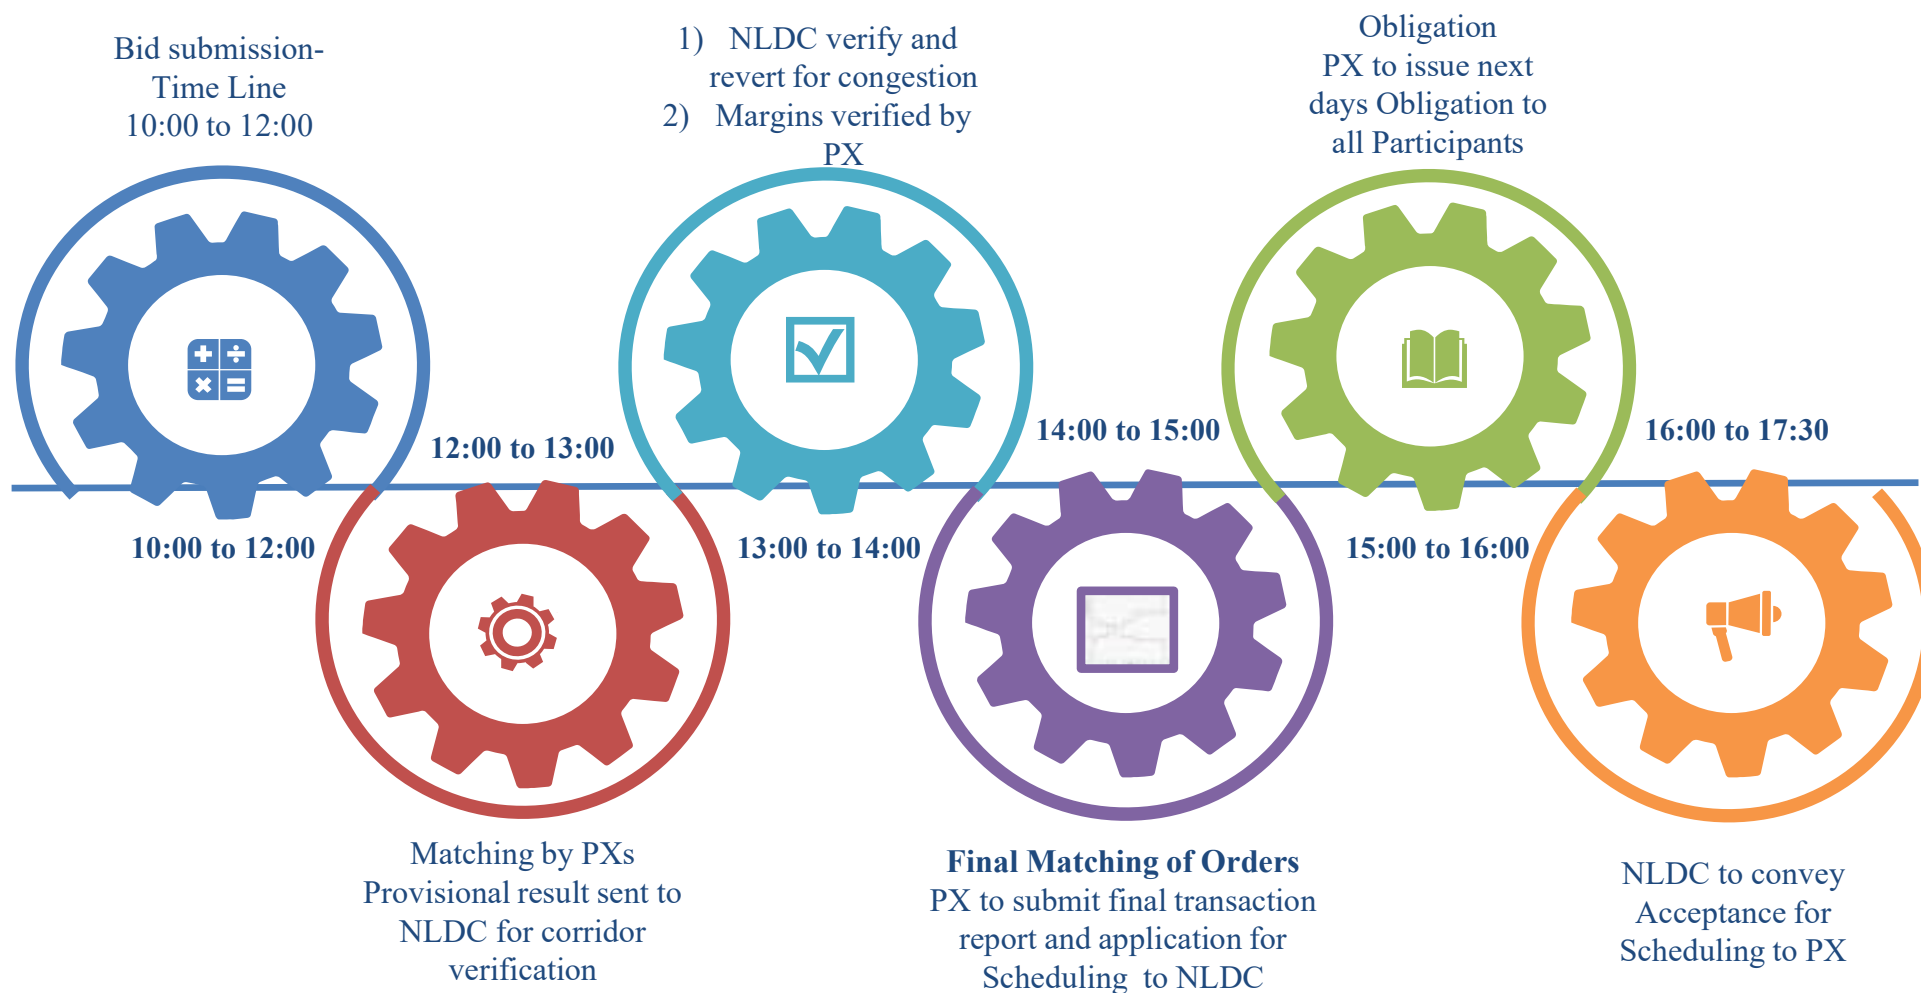 Bid submission-
Time Line
10:00 to 12:00
10:00 to 12:00
12:00 to 13:00
Matching by PXs
Provisional result sent to
NLDC for corridor
verification
1) NLDC verify and
revert for congestion
2) Margins verified by
PX
13:00 to 14:00
14:00 to 15:00
Final Matching of Orders
PX to submit final transaction
report and application for
Scheduling to NLDC
Obligation
PX to issue next
days Obligation to
all Participants
15:00 to 16:00
16:00 to 17:30
NLDC to convey
Acceptance for
Scheduling to PX